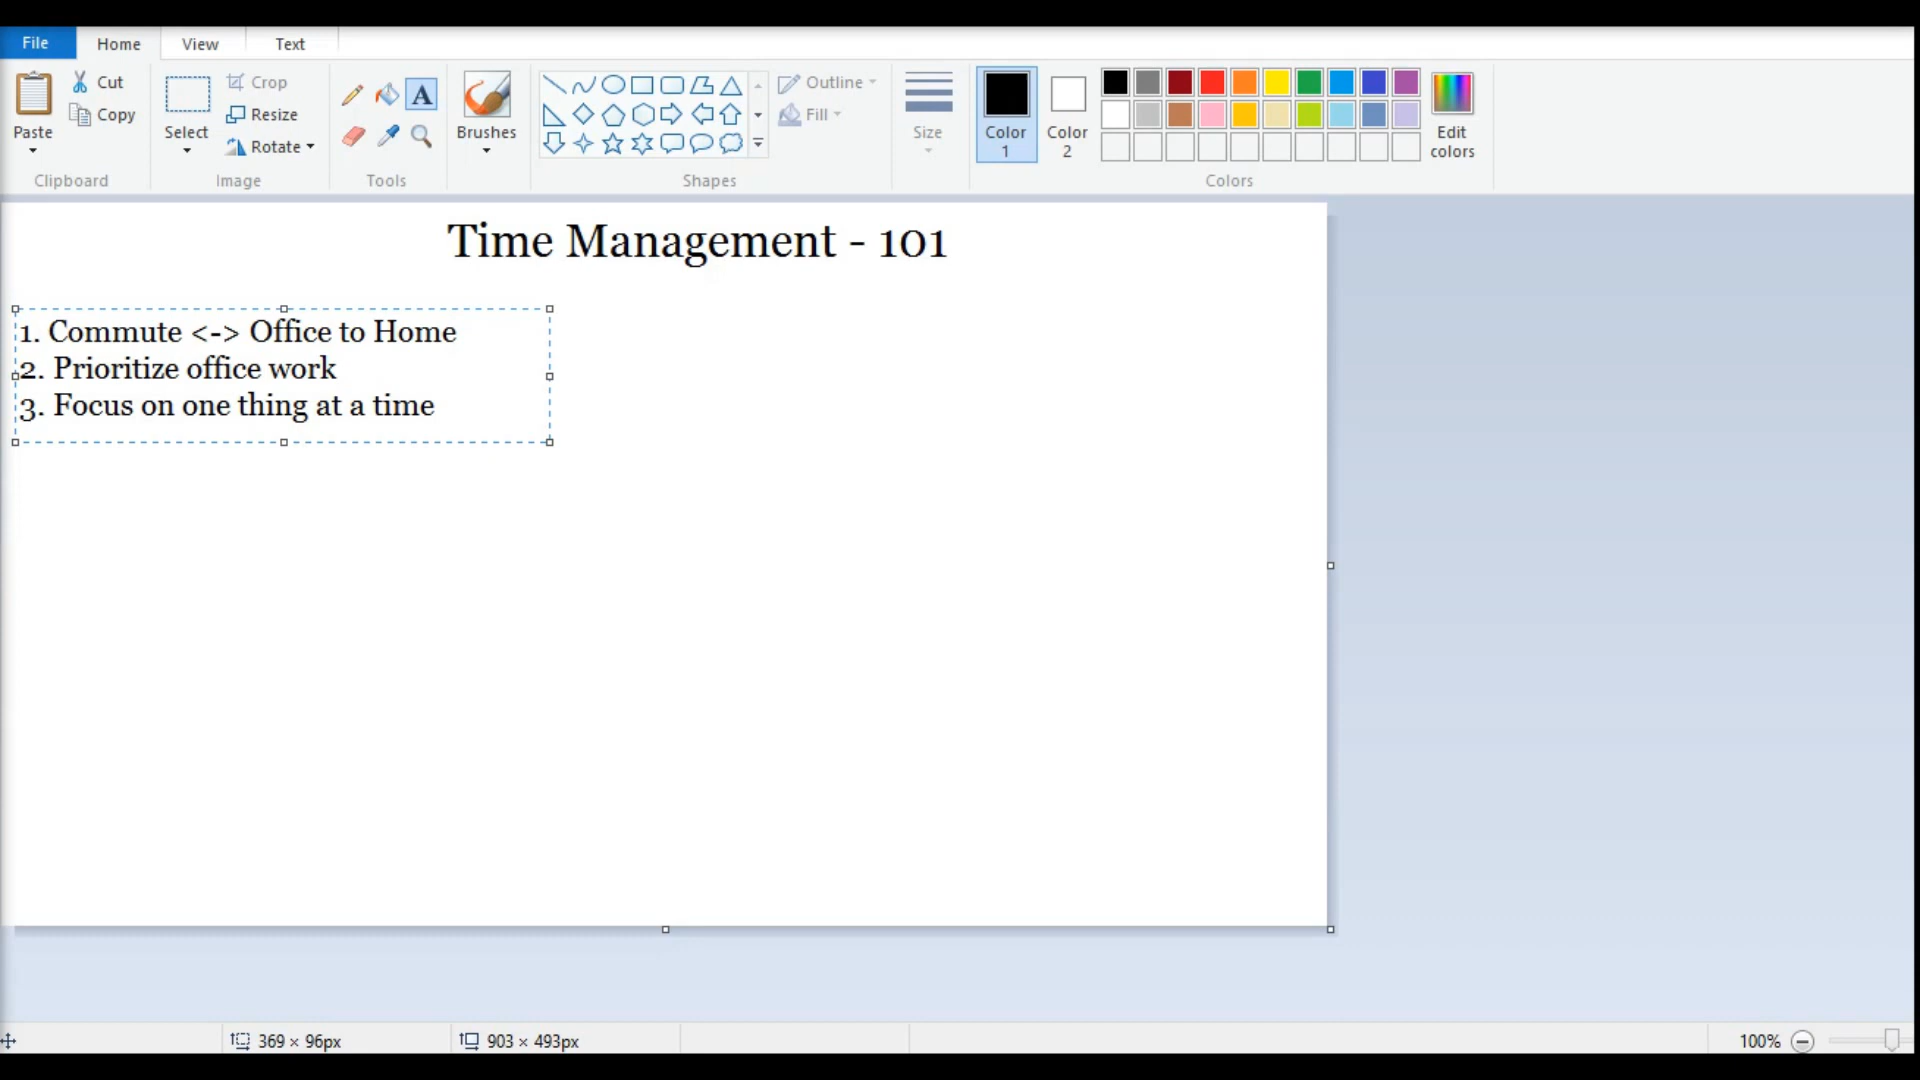 File Home View Text
Paste
Cut
Copy
Clipboard
Select
Crop
Resize
Rotate
Image
A
Tools
Brushes
Shapes
Outline
Fill
Size
Color 1
Color 2
Edit colors
Colors
Time Management - 101
1. Commute <-> Office to Home
2. Prioritize office work
3. Focus on one thing at a time
369 × 96px
903 × 493px
100%